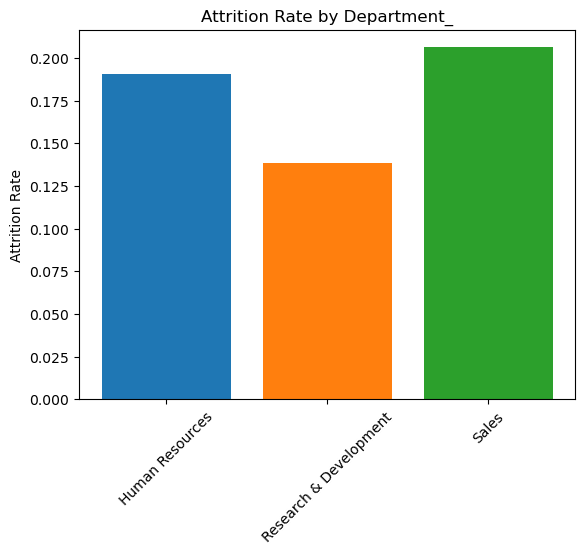 Attrition Rate by Department_
Attrition Rate
0.200
0.175
0.150
0.125
0.100
0.075
0.050
0.025
0.000
Human Resources
Research & Development
Sales